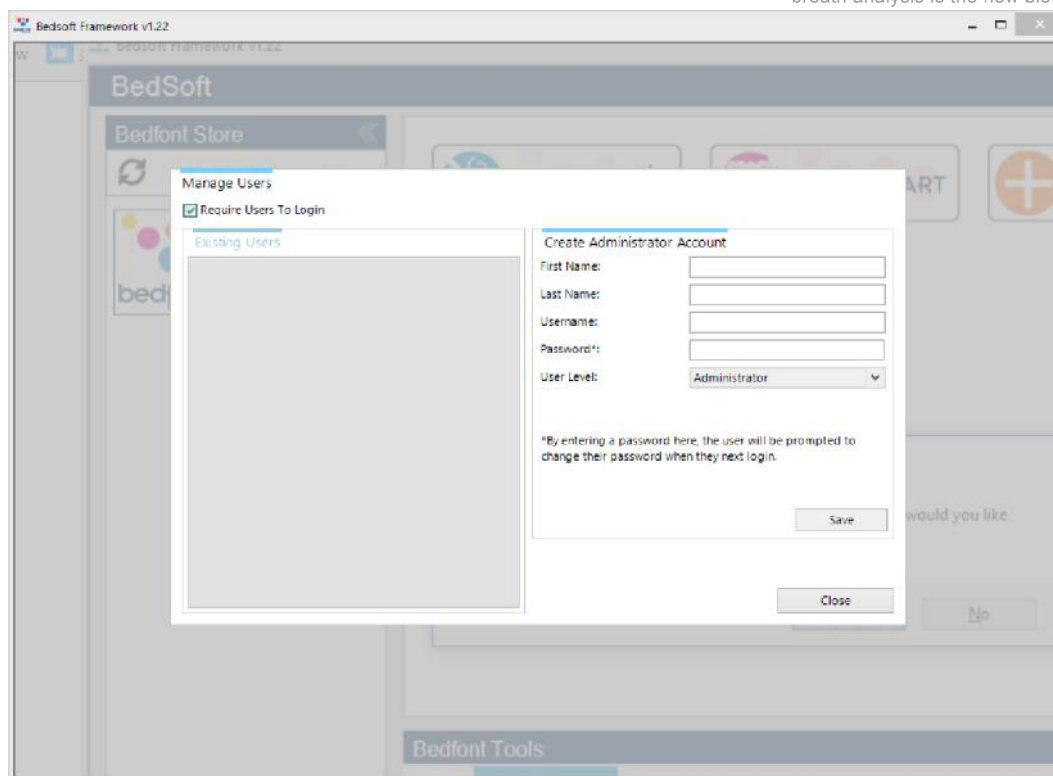 breath analysis is the new bloo
Bedsoft Framework v1.22
w
Bedsoft Framework v1.22
BedSoft
Bedfont Store
ART
Manage Users
Require Users To Login
Existing Users
bedf
Create Administrator Account
First Name:
Last Name:
Username:
Password*:
User Level:
Administrator
*By entering a password here, the user will be prompted to
change their password when they next login.
Save
would you like
Close
No
Bedfont Tools